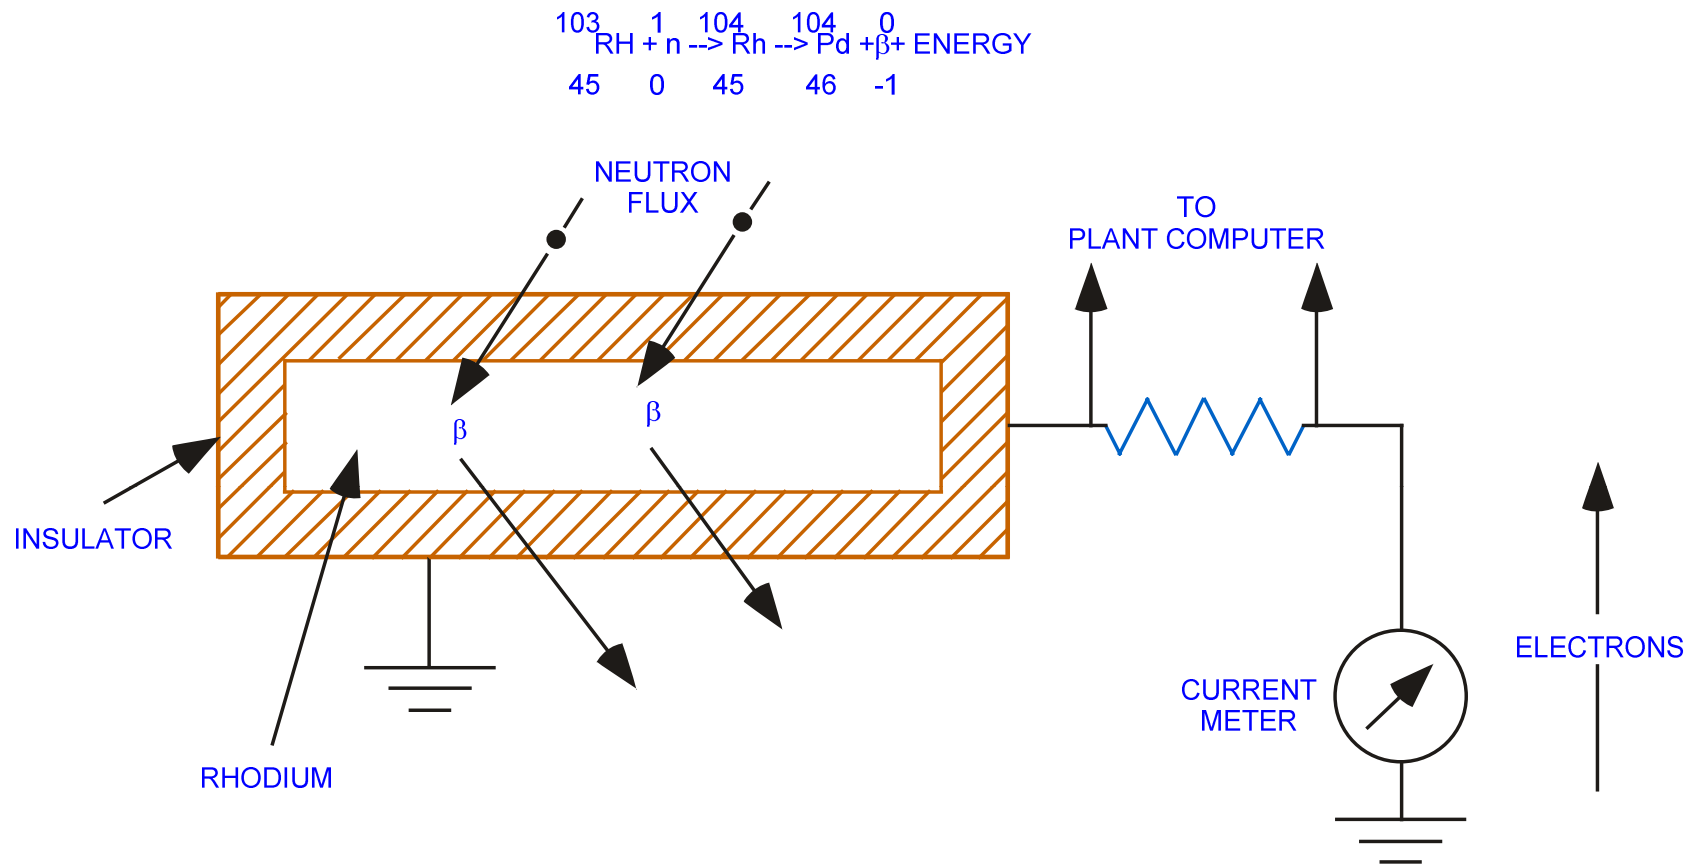 103 1 104 104 0
RH + n --> Rh --> Pd +β+ ENERGY
45 0 45 46 -1
NEUTRON
FLUX
TO
PLANT COMPUTER
β
β
INSULATOR
ELECTRONS
CURRENT
METER
RHODIUM